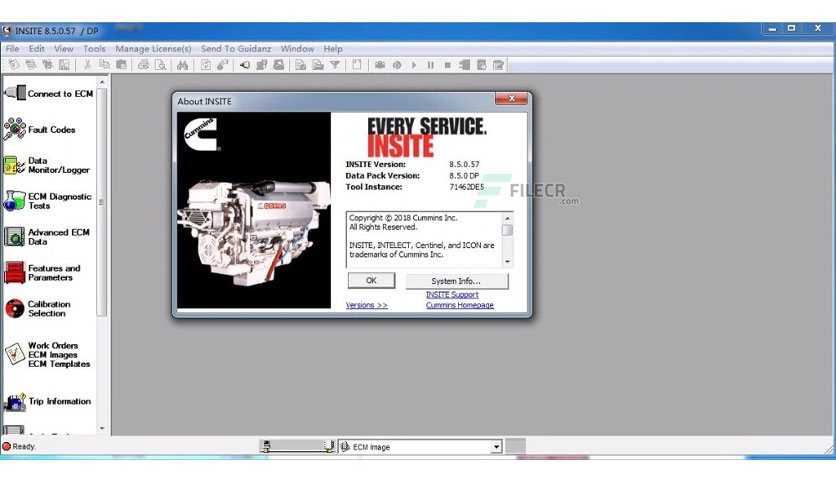 INSITE 8.5.0.57 / DP
File Edit View Tools Manage License(s) Send To Guidanz Window Help
Connect to ECM
Fault Codes
Data
Monitor/Logger
ECM Diagnostic
Tests
Advanced ECM
Data
Features and
Parameters
Calibration
Selection
Work Orders
ECM Images
ECM Templates
Trip Information
About INSITE
Cummins
EVERY SERVICE.
INSITE
INSITE Version: 8.5.0.57
Data Pack Version: 8.5.0 DP
Tool Instance: 71462DE5
Copyright © 2018 Cummins Inc.
All Rights Reserved.
INSITE, INTELECT, Centinel, and ICON are
trademarks of Cummins Inc.
OK
System Info...
INSITE Support
Versions >>
Cummins Homepage
FILECR
.com
Ready.
ECM Image